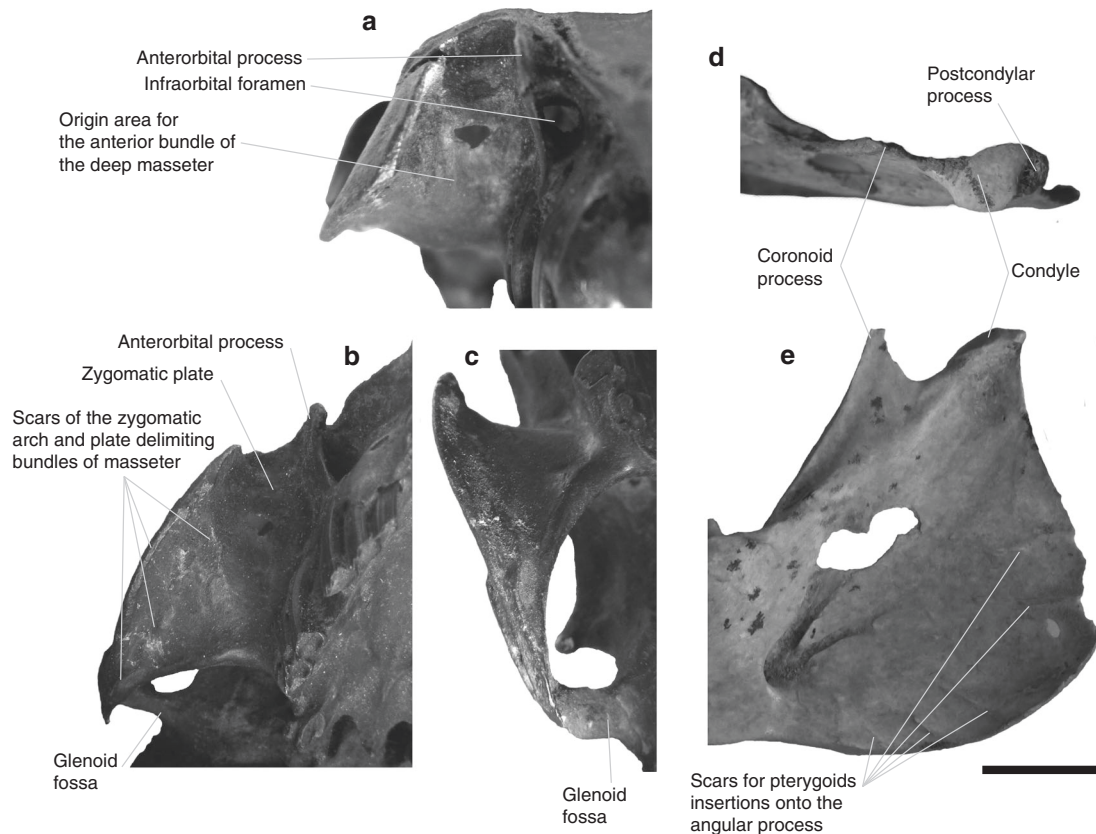 a
Anterorbital process
Infraorbital foramen
Origin area for
the anterior bundle of
the deep masseter
d
Postcondylar
process
Coronoid
process
Condyle
Anterorbital process
b
Zygomatic plate
Scars of the zygomatic
arch and plate delimiting
bundles of masseter
Glenoid
fossa
c
Glenoid
fossa
e
Scars for pterygoids
insertions onto the
angular process